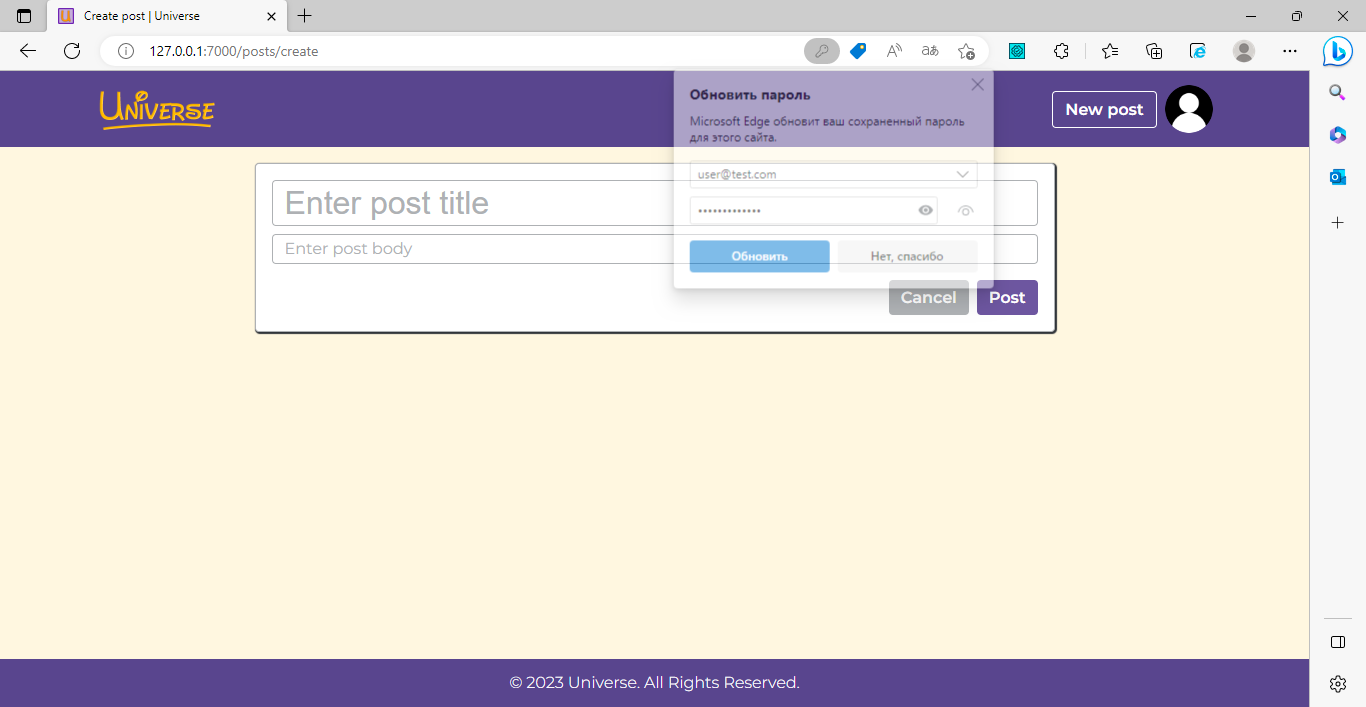 Create post | Universe
127.0.0.1:7000/posts/create
UNIVERSE
New post
Обновить пароль
Microsoft Edge обновит ваш сохраненный пароль
для этого сайта.
user@test.com
•••••••••••••
Обновить
Нет, спасибо
Enter post title
Enter post body
Cancel
Post
© 2023 Universe. All Rights Reserved.